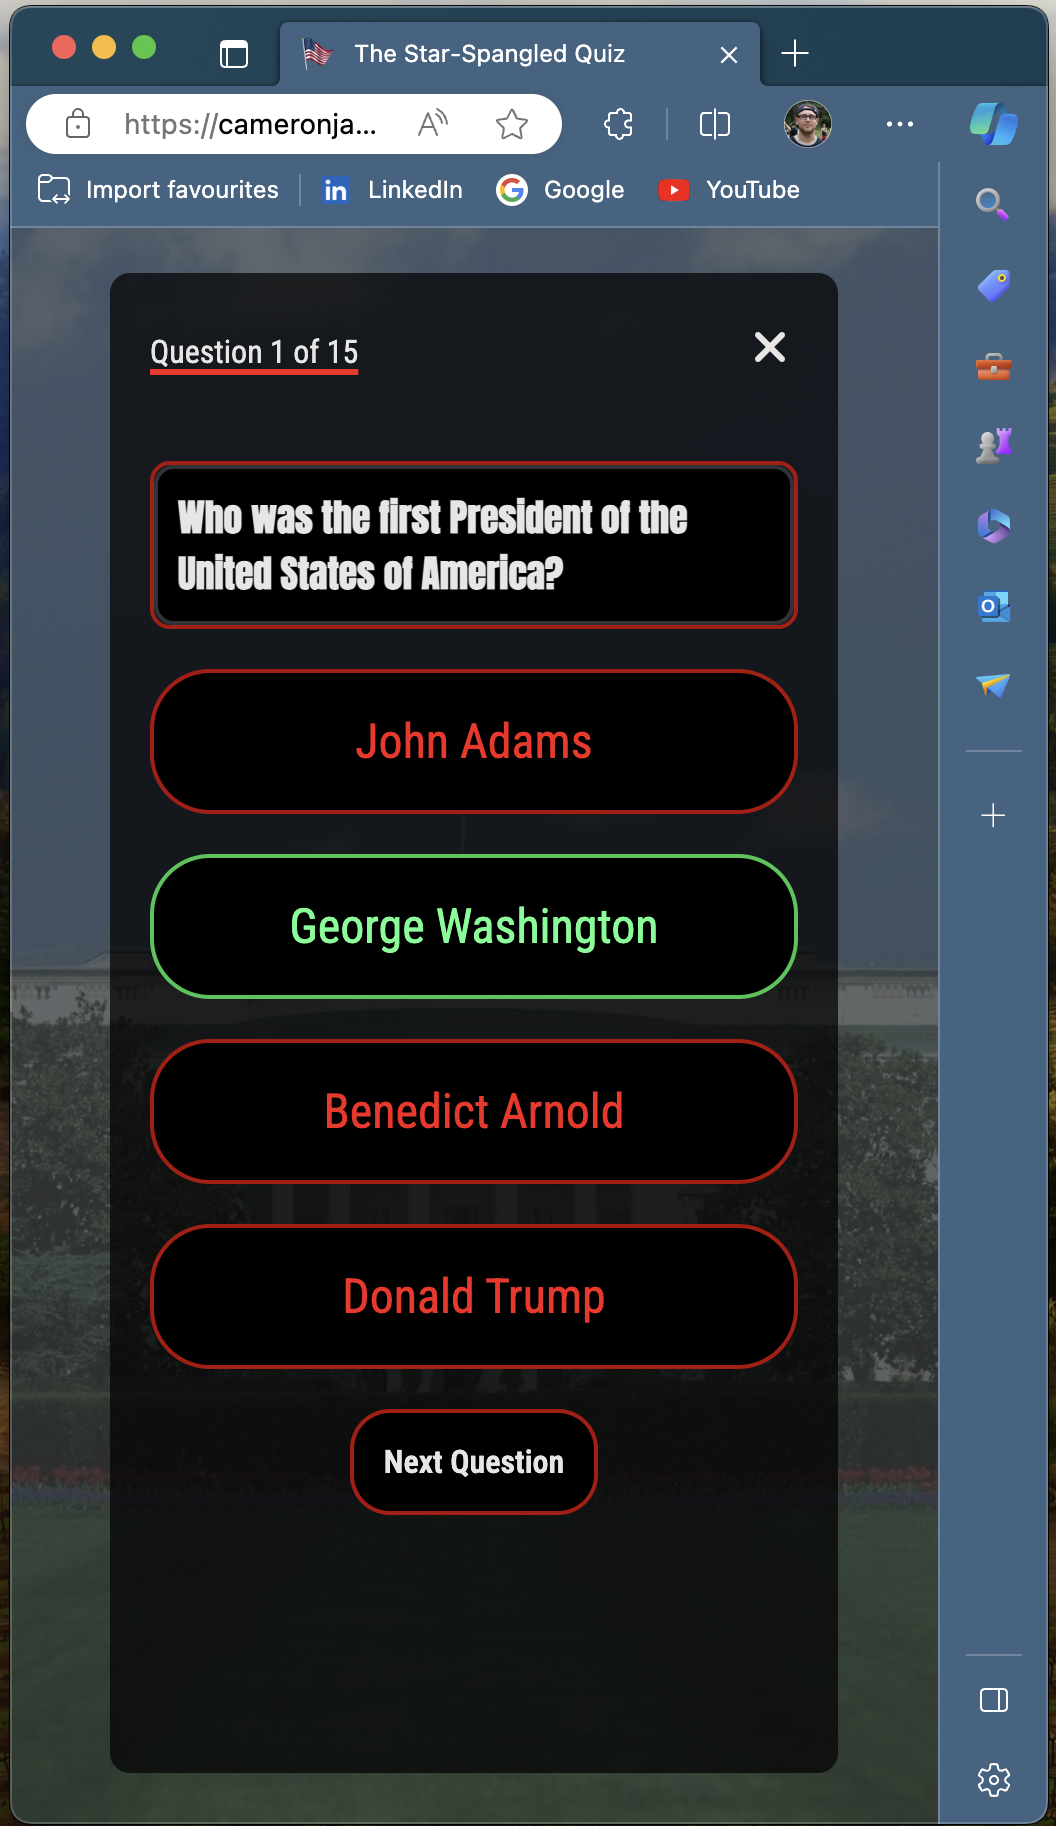 The Star-Spangled Quiz
https://cameronja...
Import favourites
LinkedIn
Google
YouTube
Question 1 of 15
Who was the first President of the
United States of America?
John Adams
George Washington
Benedict Arnold
Donald Trump
Next Question